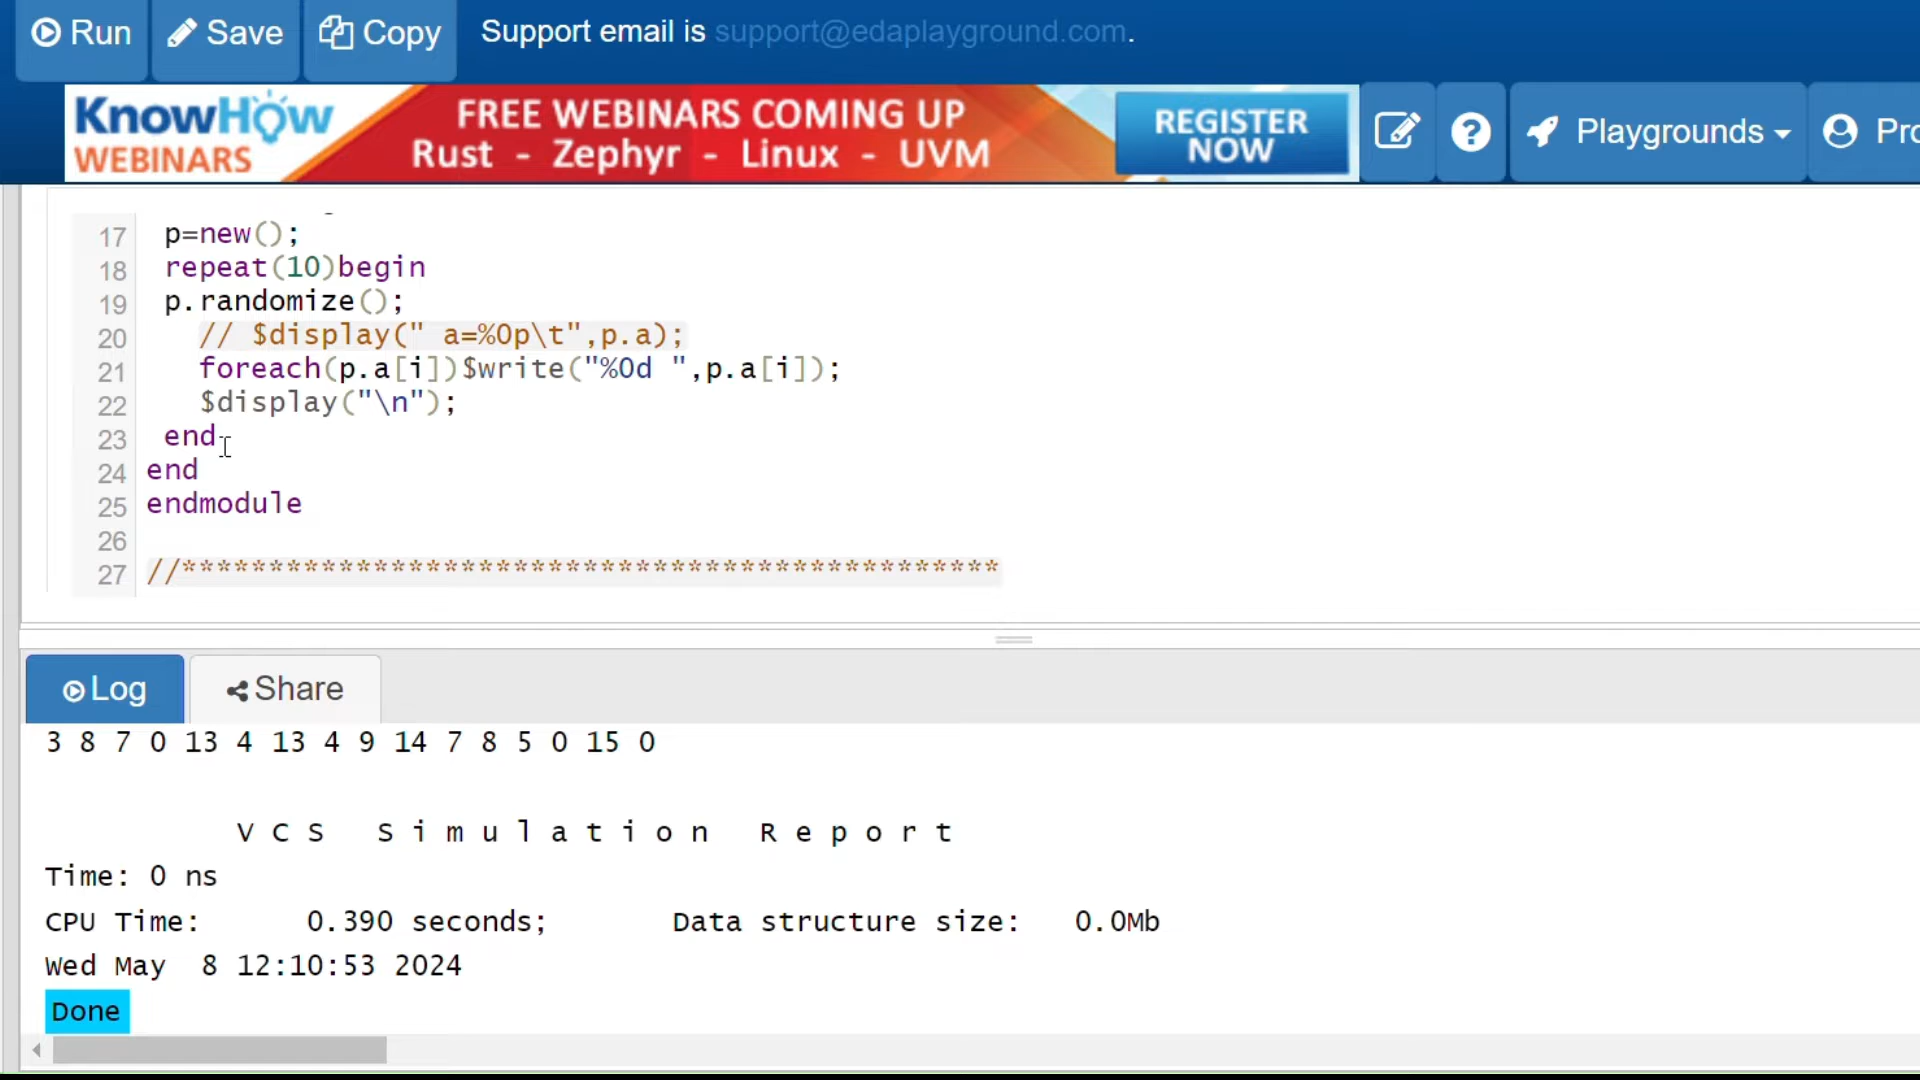 Run Save Copy Support email is support@edaplayground.com.
KnowHow WEBINARS
FREE WEBINARS COMING UP
Rust - Zephyr - Linux - UVM
REGISTER NOW
Playgrounds
17 p=new();
18 repeat(10)begin
19 p.randomize();
20 // $display(" a=%0p\t",p.a);
21 foreach(p.a[i])$write("%0d ",p.a[i]);
22 $display("\n");
23 end
24 end
25 endmodule
26
27 //***********************************************
Log Share
3 8 7 0 13 4 13 4 9 14 7 8 5 0 15 0
V C S S i m u l a t i o n R e p o r t
Time: 0 ns
CPU Time: 0.390 seconds; Data structure size: 0.0Mb
Wed May 8 12:10:53 2024
Done